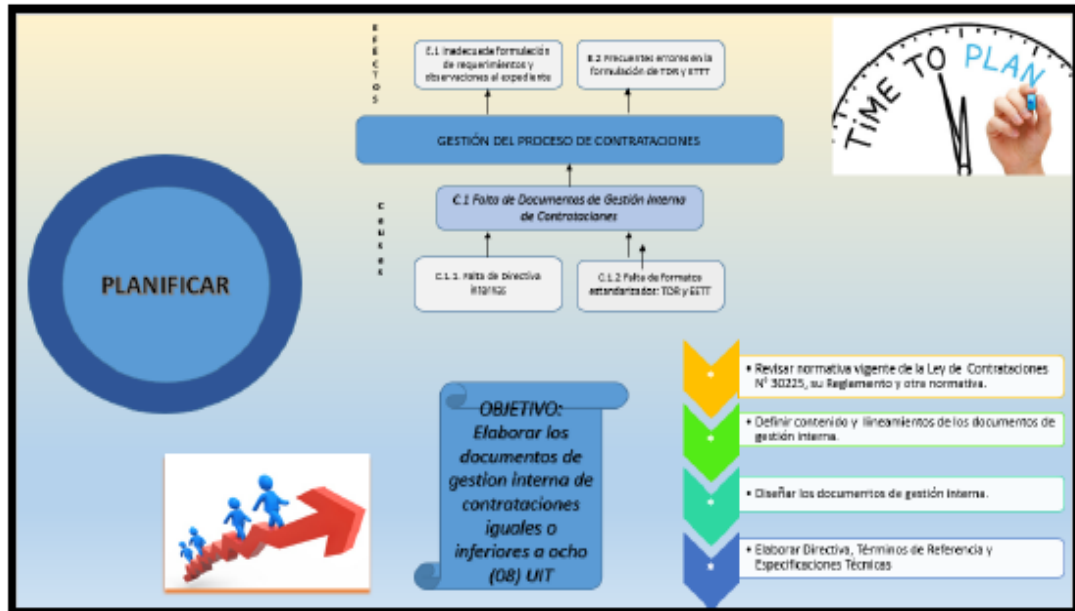 EFECTOS
E.1 Inadecuada formulación
de requerimientos y
observaciones al expediente
E.2 Frecuentes errores en la
formulación de TDR y ETTT
TIME TO PLAN
GESTIÓN DEL PROCESO DE CONTRATACIONES
Causas
C.1 Falta de Documentos de Gestión Interna
de Contrataciones
C.1.1. Falta de Directiva
internas
C.1.2 Falta de formatos
estandarizados: TDR y EETT
PLANIFICAR
OBJETIVO:
Elaborar los
documentos de
gestion interna de
contrataciones
iguales o
inferiores a ocho
(08) UIT
• Revisar normativa vigente de la Ley de Contrataciones
N° 30225, su Reglamento y otra normativa.
• Definir contenido y lineamientos de los documentos de
gestión interna.
• Diseñar los documentos de gestión interna.
• Elaborar Directiva, Términos de Referencia y
Especificaciones Técnicas